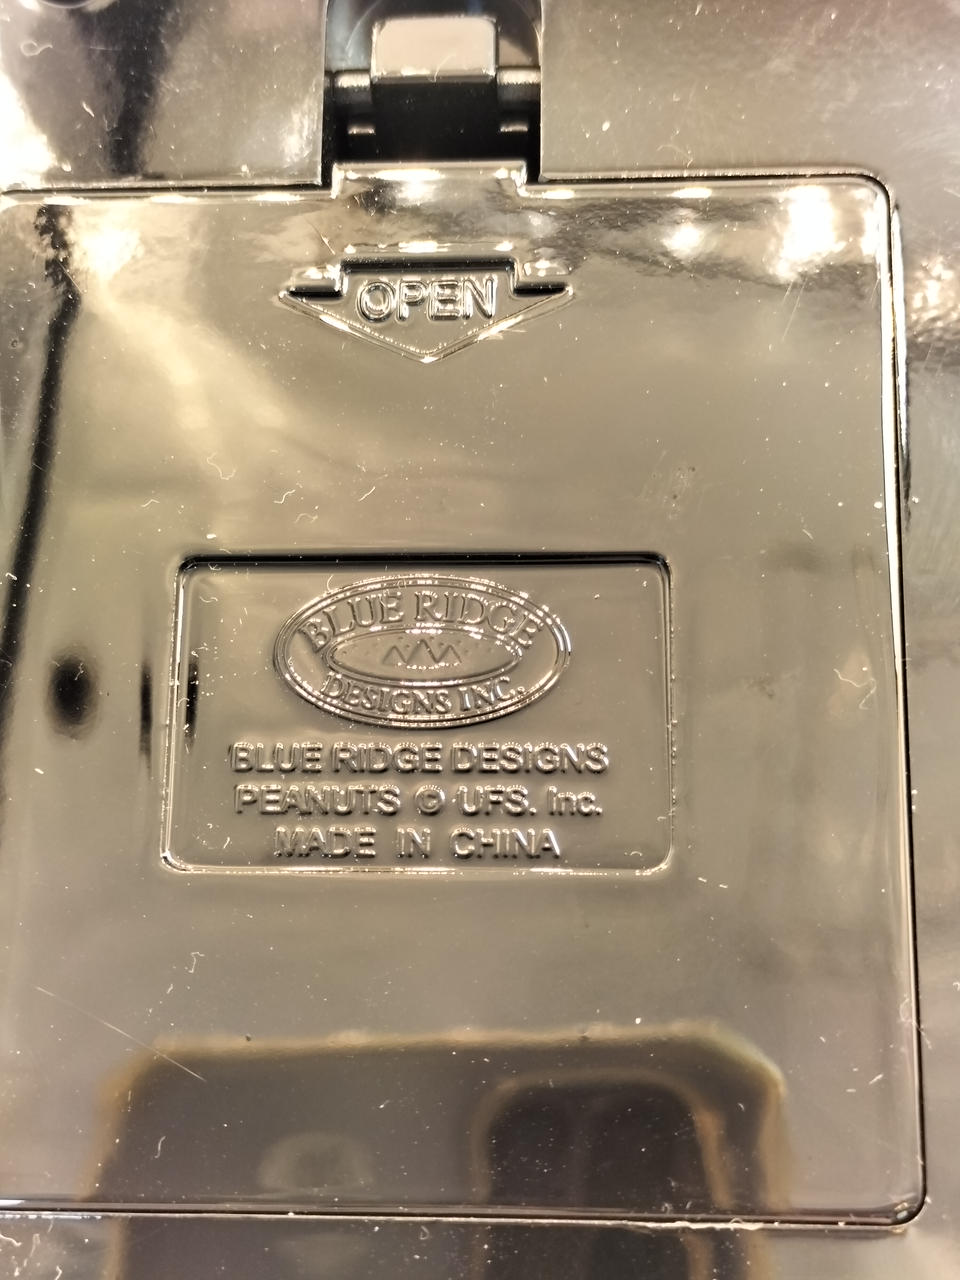 OPEN
BLUE RIDGE
DESIGNS INC.
BLUE RIDGE DESIGNS
PEANUTS © UFS. Inc.
MADE IN CHINA